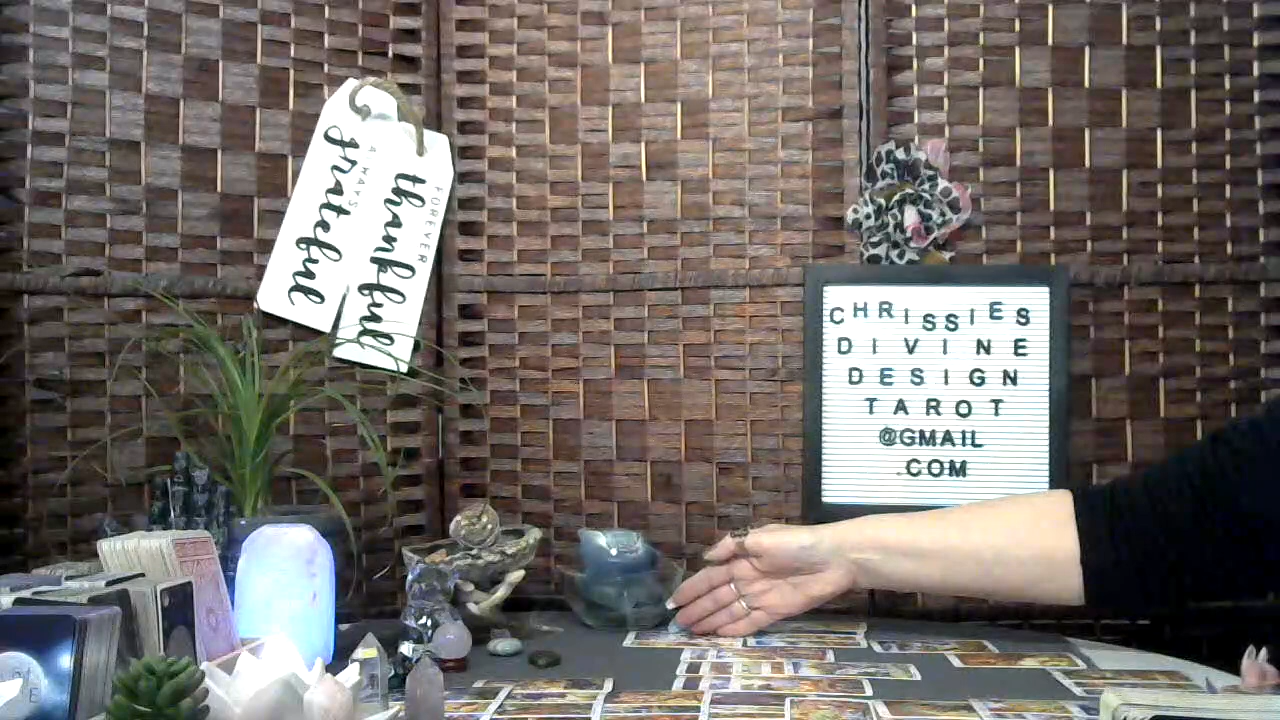 FOREVER
thankful
ALWAYS
grateful
CHRISSIES
DIVINE
DESIGN
TAROT
@GMAIL
.COM